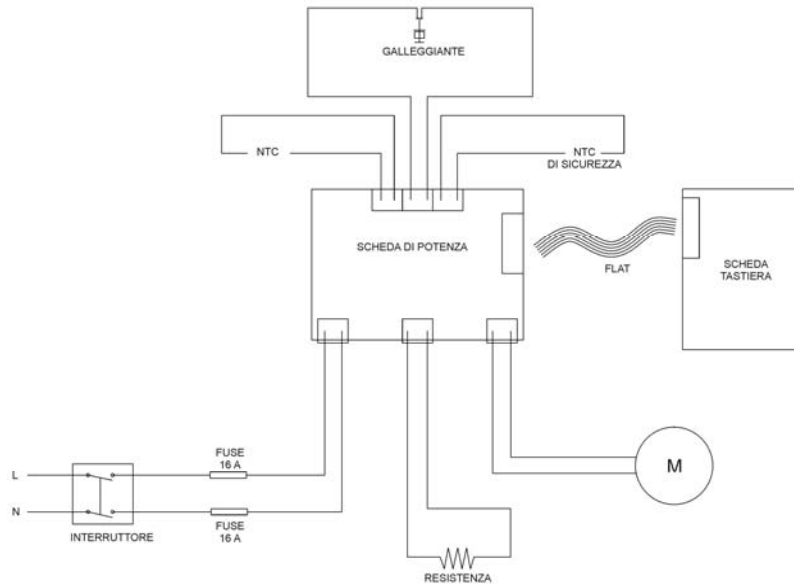 GALLEGGIANTE
NTC
NTC
DI SICUREZZA
SCHEDA DI POTENZA
FLAT
SCHEDA
TASTIERA
FUSE
16 A
L
M
N
FUSE
16 A
INTERRUTTORE
RESISTENZA